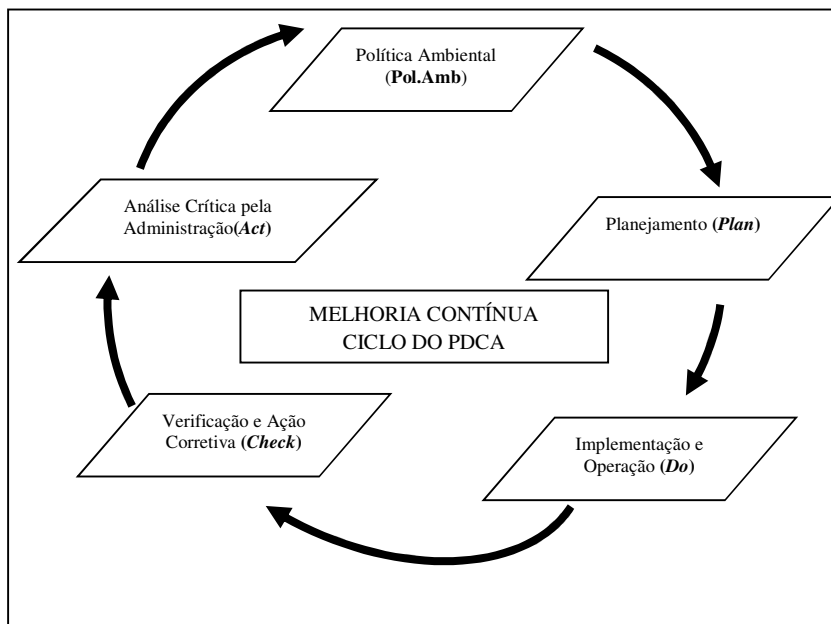 Política Ambiental
(Pol.Amb)
Análise Crítica pela
Administração(Act)
Planejamento (Plan)
MELHORIA CONTÍNUA
CICLO DO PDCA
Verificação e Ação
Corretiva (Check)
Implementação e
Operação (Do)